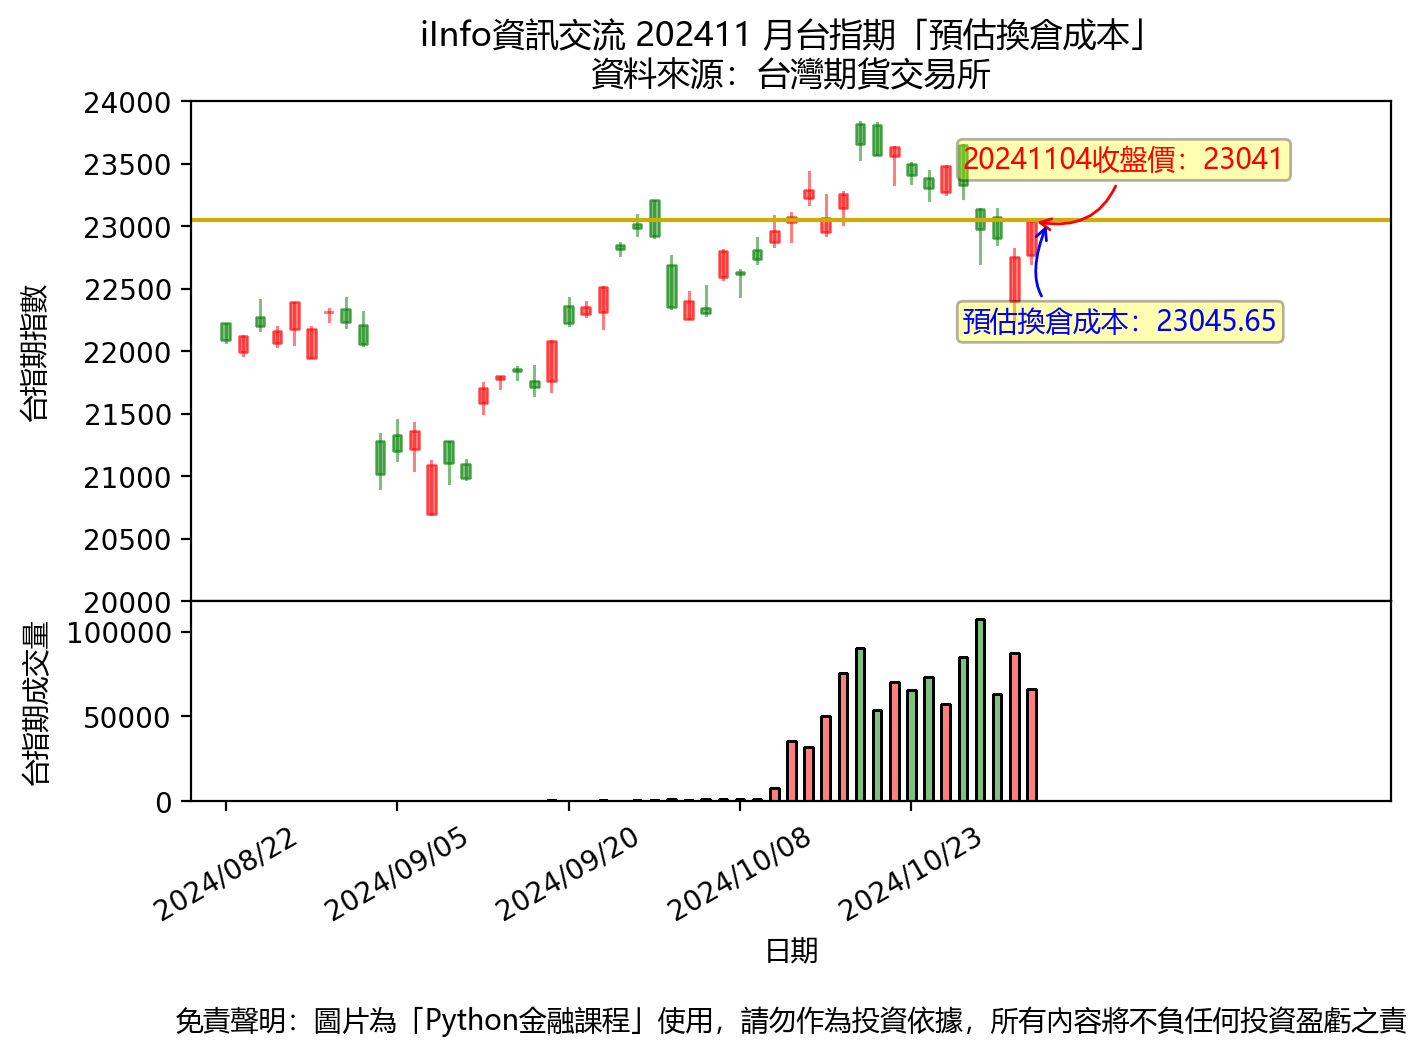 iInfo資訊交流 202411 月台指期「預估換倉成本」
資料來源：台灣期貨交易所
24000
23500
23000
22500
22000
21500
21000
20500
20000
台指期指數
20241104收盤價：23041
預估換倉成本：23045.65
100000
50000
0
台指期成交量
2024/08/22
2024/09/05
2024/09/20
2024/10/08
2024/10/23
日期
免責聲明：圖片為「Python金融課程」使用，請勿作為投資依據，所有內容將不負任何投資盈虧之責